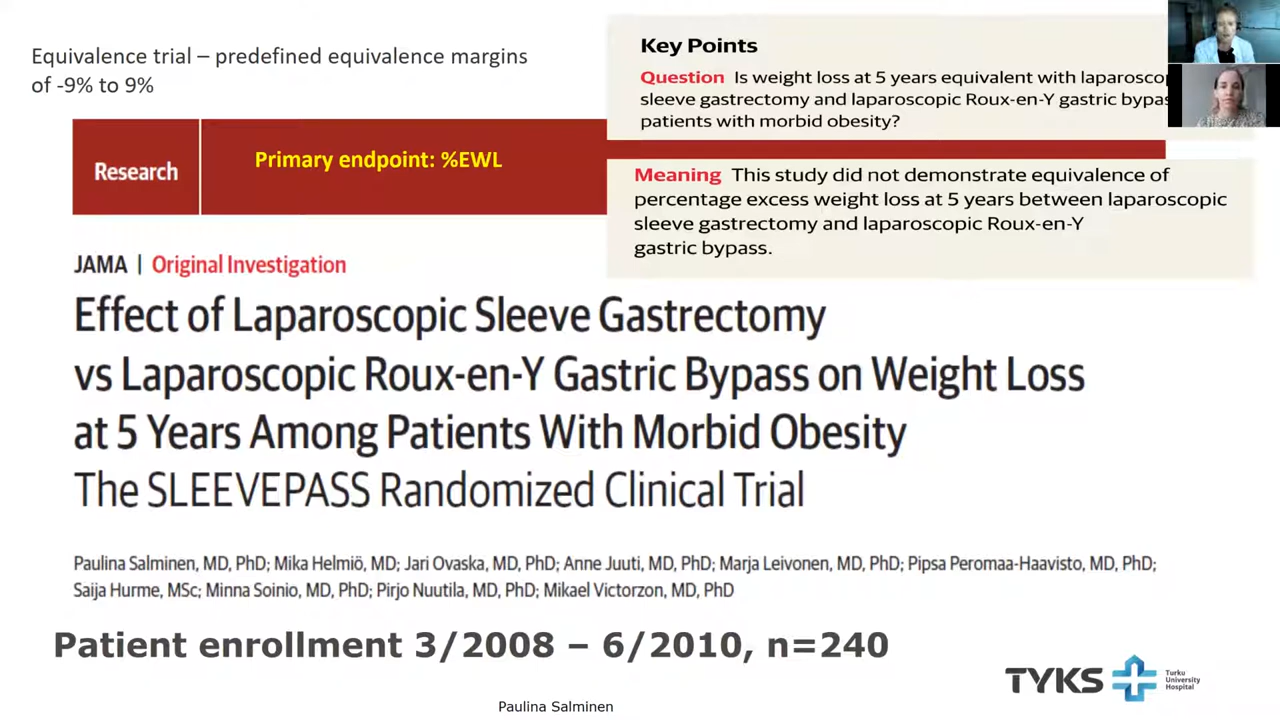 Equivalence trial – predefined equivalence margins
of -9% to 9%
Key Points
Question Is weight loss at 5 years equivalent with
sleeve gastrectomy and laparoscopic Roux-en-Y gastric
patients with morbid obesity?
Research
Primary endpoint: %EWL
Meaning This study did not demonstrate equivalence of
percentage excess weight loss at 5 years between laparoscopic
sleeve gastrectomy and laparoscopic Roux-en-Y
gastric bypass.
JAMA | Original Investigation
Effect of Laparoscopic Sleeve Gastrectomy
vs Laparoscopic Roux-en-Y Gastric Bypass on Weight Loss
at 5 Years Among Patients With Morbid Obesity
The SLEEVEPASS Randomized Clinical Trial
Paulina Salminen, MD, PhD; Mika Helmiö, MD; Jari Ovaska, MD, PhD; Anne Juuti, MD, PhD; Marja Leivonen, MD, PhD; Pipsa Peromaa-Haavisto, MD, PhD;
Saija Hurme, MSc; Minna Soinio, MD, PhD; Pirjo Nuutila, MD, PhD; Mikael Victorzon, MD, PhD
Patient enrollment 3/2008 – 6/2010, n=240
TYKS
Turku
University
Hospital
Paulina Salminen